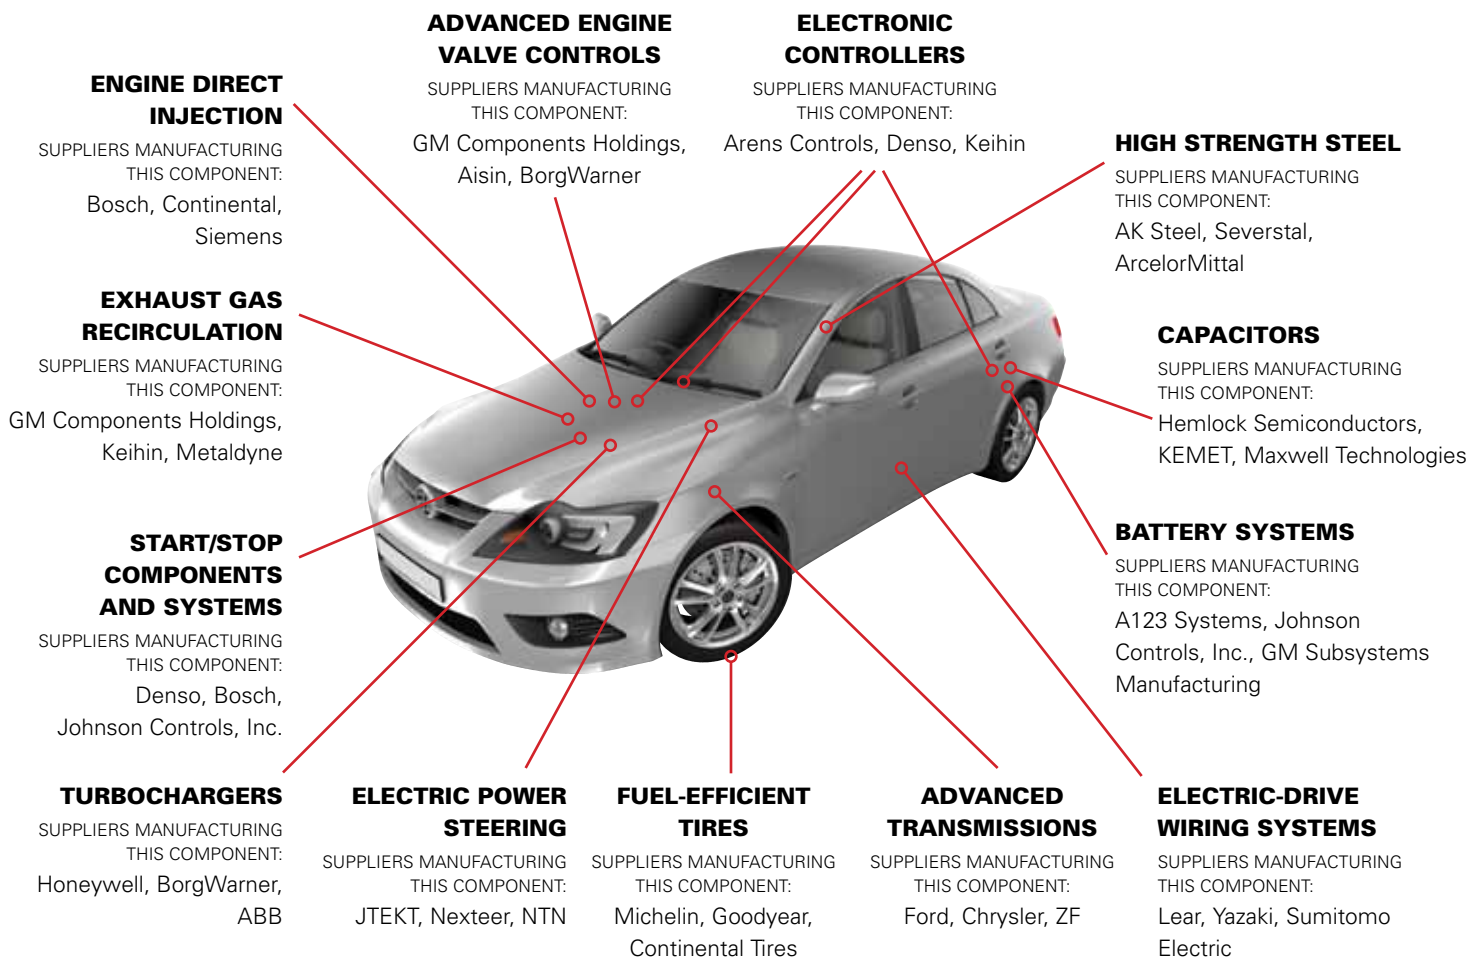 ADVANCED ENGINE
VALVE CONTROLS
SUPPLIERS MANUFACTURING
THIS COMPONENT:
GM Components Holdings,
Aisin, BorgWarner
ELECTRONIC
CONTROLLERS
SUPPLIERS MANUFACTURING
THIS COMPONENT:
Arens Controls, Denso, Keihin
ENGINE DIRECT
INJECTION
SUPPLIERS MANUFACTURING
THIS COMPONENT:
Bosch, Continental,
Siemens
HIGH STRENGTH STEEL
SUPPLIERS MANUFACTURING
THIS COMPONENT:
AK Steel, Severstal,
ArcelorMittal
EXHAUST GAS
RECIRCULATION
SUPPLIERS MANUFACTURING
THIS COMPONENT:
GM Components Holdings,
Keihin, Metaldyne
CAPACITORS
SUPPLIERS MANUFACTURING
THIS COMPONENT:
Hemlock Semiconductors,
KEMET, Maxwell Technologies
START/STOP
COMPONENTS
AND SYSTEMS
SUPPLIERS MANUFACTURING
THIS COMPONENT:
Denso, Bosch,
Johnson Controls, Inc.
BATTERY SYSTEMS
SUPPLIERS MANUFACTURING
THIS COMPONENT:
A123 Systems, Johnson
Controls, Inc., GM Subsystems
Manufacturing
TURBOCHARGERS
SUPPLIERS MANUFACTURING
THIS COMPONENT:
Honeywell, BorgWarner,
ABB
ELECTRIC POWER
STEERING
SUPPLIERS MANUFACTURING
THIS COMPONENT:
JTEKT, Nexteer, NTN
FUEL-EFFICIENT
TIRES
SUPPLIERS MANUFACTURING
THIS COMPONENT:
Michelin, Goodyear,
Continental Tires
ADVANCED
TRANSMISSIONS
SUPPLIERS MANUFACTURING
THIS COMPONENT:
Ford, Chrysler, ZF
ELECTRIC-DRIVE
WIRING SYSTEMS
SUPPLIERS MANUFACTURING
THIS COMPONENT:
Lear, Yazaki, Sumitomo
Electric